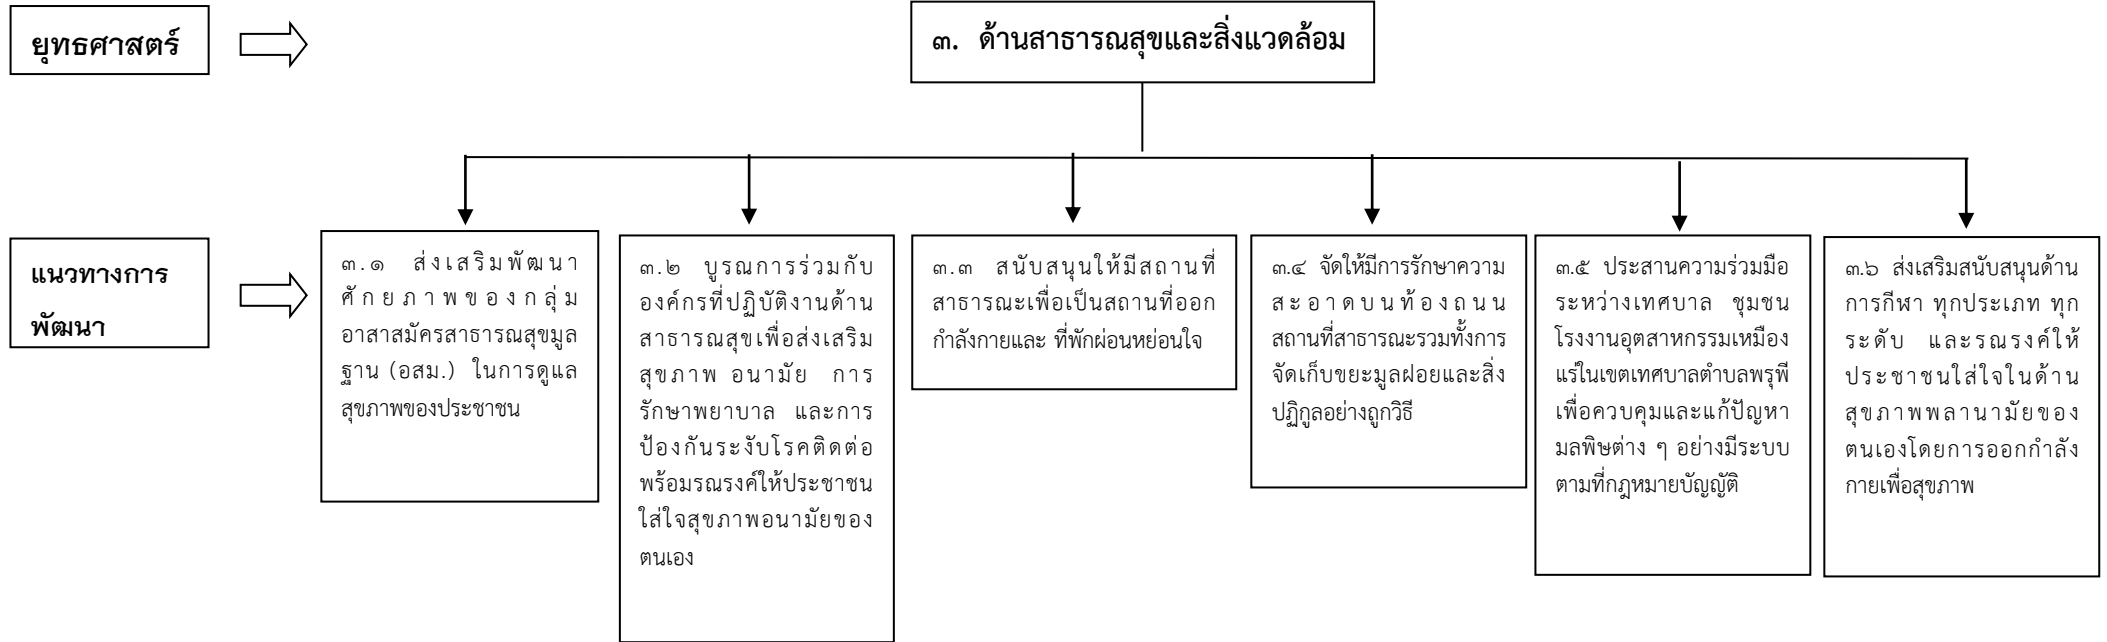 ยุทธศาสตร์
๓. ด้านสาธารณสุขและสิ่งแวดล้อม
แนวทางการ
พัฒนา
๓.๑ ส่งเสริมพัฒนา
ศักยภาพของกลุ่ม
อาสาสมัครสาธารณสุขมูล
ฐาน (อสม.) ในการดูแล
สุขภาพของประชาชน
๓.๒ บูรณการร่วมกับ
องค์กรที่ปฏิบัติงานด้าน
สาธารณสุขเพื่อส่งเสริม
สุขภาพ อนามัย การ
รักษาพยาบาล และการ
ป้องกันระงับโรคติดต่อ
พร้อมรณรงค์ให้ประชาชน
ใส่ใจสุขภาพอนามัยของ
ตนเอง
๓.๓ สนับสนุนให้มีสถานที่
สาธารณะเพื่อเป็นสถานที่ออก
กำลังกายและ ที่พักผ่อนหย่อนใจ
๓.๔ จัดให้มีการรักษาความ
สะอาดบนท้องถนน
สถานที่สาธารณะรวมทั้งการ
จัดเก็บขยะมูลฝอยและสิ่ง
ปฏิกูลอย่างถูกวิธี
๓.๕ ประสานความร่วมมือ
ระหว่างเทศบาล ชุมชน
โรงงานอุตสาหกรรมเหมือง
แร่ในเขตเทศบาลตำบลพรุพี
เพื่อควบคุมและแก้ปัญหา
มลพิษต่าง ๆ อย่างมีระบบ
ตามที่กฎหมายบัญญัติ
๓.๖ ส่งเสริมสนับสนุนด้าน
การกีฬา ทุกประเภท ทุก
ระดับ และรณรงค์ให้
ประชาชนใส่ใจในด้าน
สุขภาพพลานามัยของ
ตนเองโดยการออกกำลัง
กายเพื่อสุขภาพ